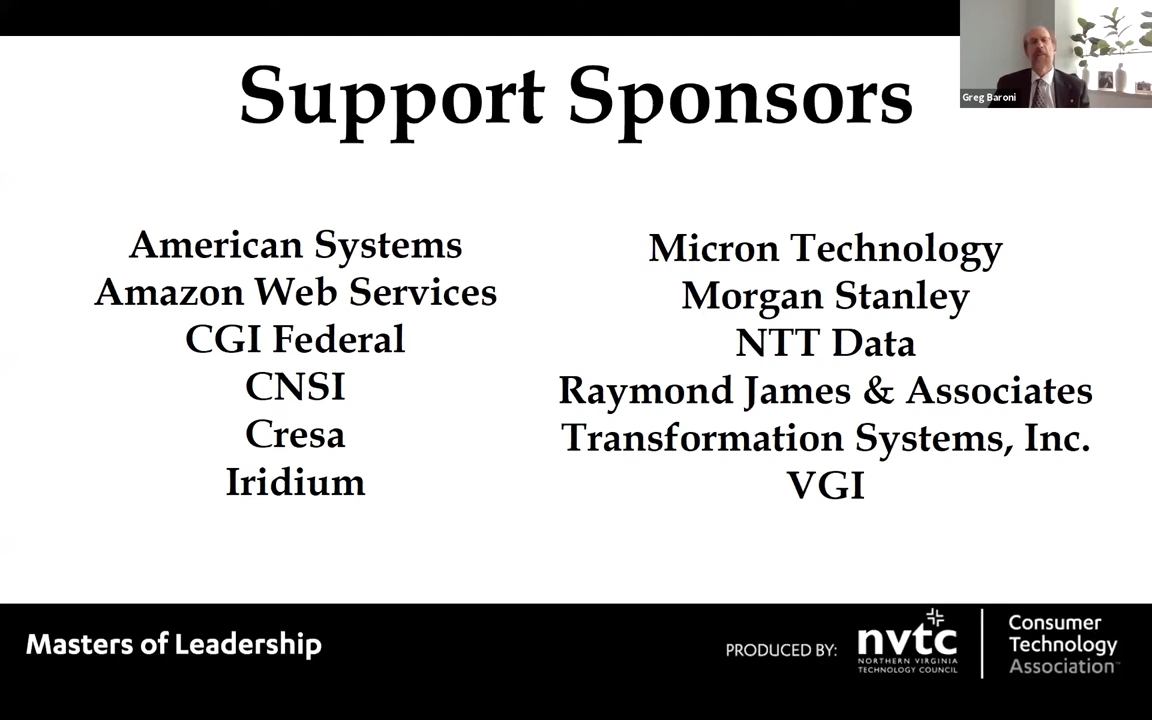 Support Sponsors
Greg Baroni
American Systems
Amazon Web Services
CGI Federal
CNSI
Cresa
Iridium
Micron Technology
Morgan Stanley
NTT Data
Raymond James & Associates
Transformation Systems, Inc.
VGI
Masters of Leadership
PRODUCED BY:
nvtc
NORTHERN VIRGINIA
TECHNOLOGY COUNCIL
Consumer
Technology
Association™